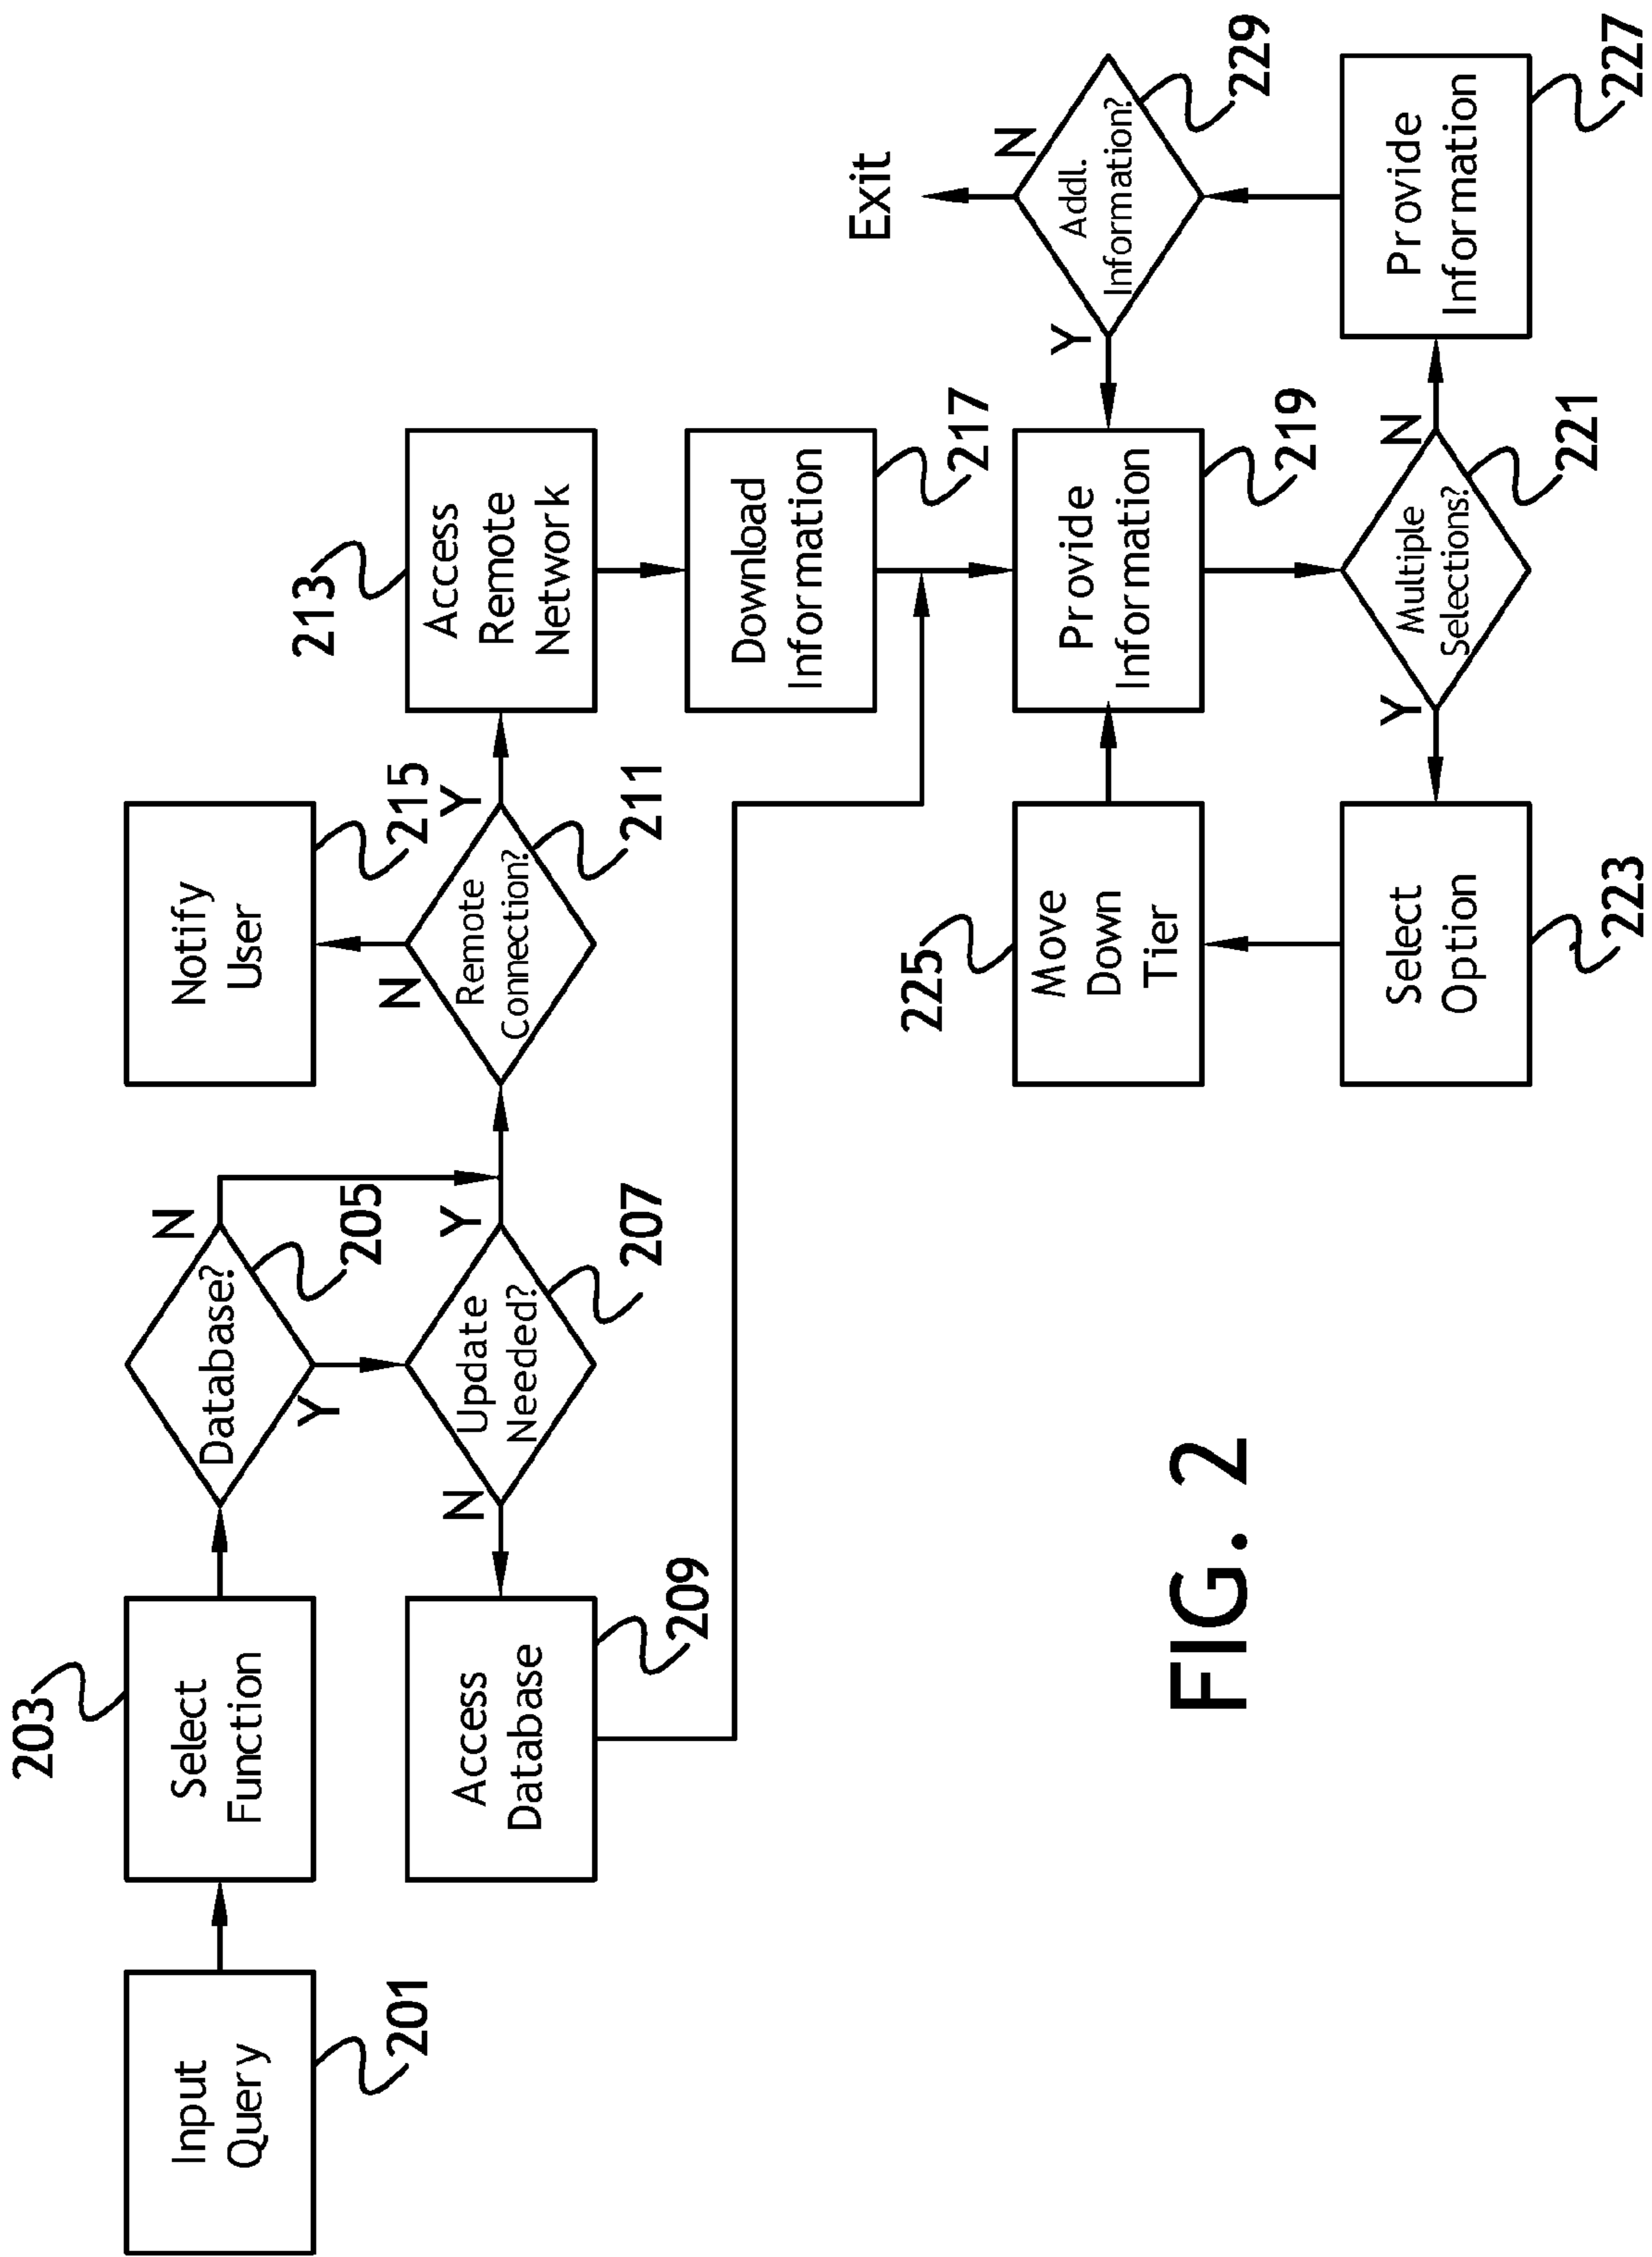 Input
Query
201
203
Select
Function
Database?
N
205
Y
Update
Needed?
Y
207
N
Access
Database
209
Remote
Connection?
N
Y
211
Notify
User
215
213
Access
Remote
Network
Download
Information
217
Provide
Information
219
Multiple
Selections?
Y
N
221
Select
Option
223
225
Move
Down
Tier
Provide
Information
227
Addl.
Information?
Y
N
229
Exit
FIG. 2